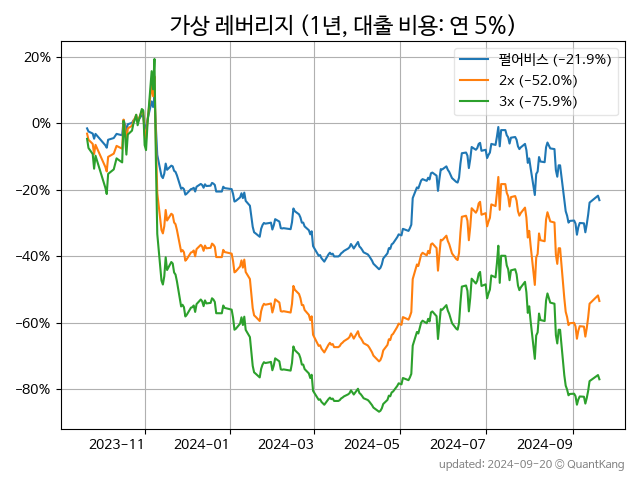 가상 레버리지 (1년, 대출 비용: 연 5%)
펄어비스 (-21.9%)
2x (-52.0%)
3x (-75.9%)
20%
0%
-20%
-40%
-60%
-80%
2023-11 2024-01 2024-03 2024-05 2024-07 2024-09
updated: 2024-09-20 © QuantKang